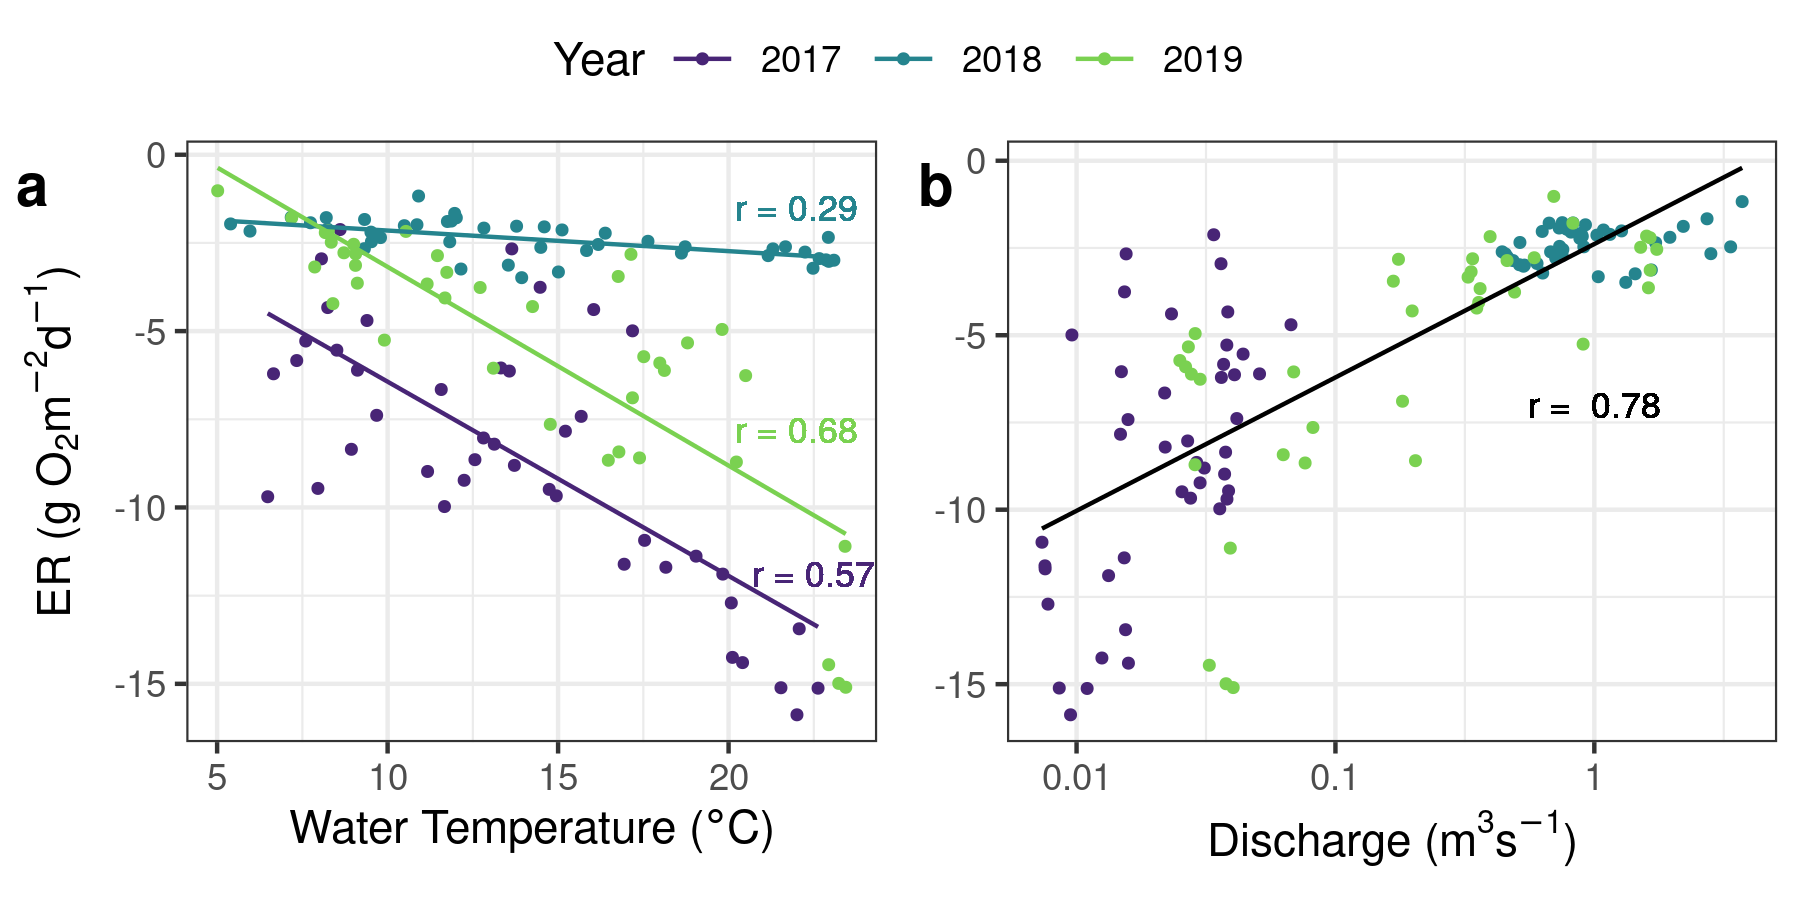 Year 2017 2018 2019
a
ER (g O₂m⁻²d⁻¹)
0
-5
-10
-15
r = 0.29
r = 0.68
r = 0.57
5 10 15 20
Water Temperature (°C)
b
0
-5
-10
-15
r = 0.78
0.01 0.1 1
Discharge (m³s⁻¹)